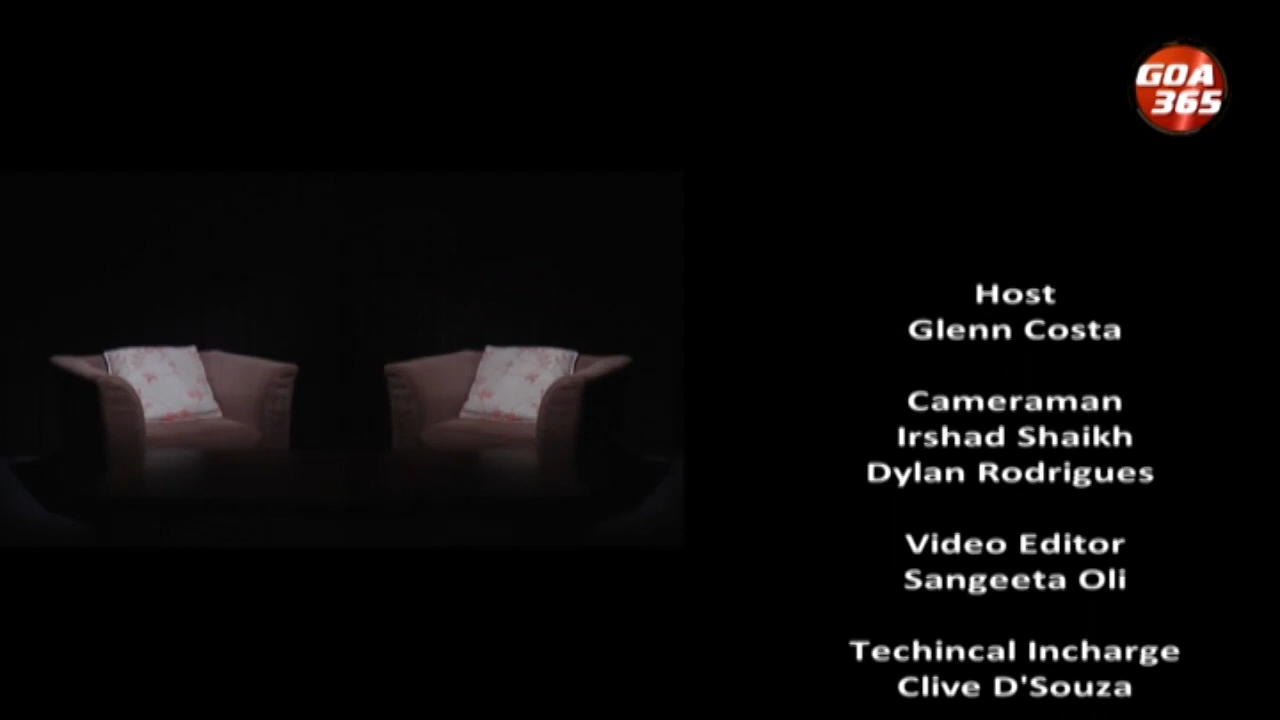 GOA
365
Host
Glenn Costa
Cameraman
Irshad Shaikh
Dylan Rodrigues
Video Editor
Sangeeta Oli
Techincal Incharge
Clive D'Souza